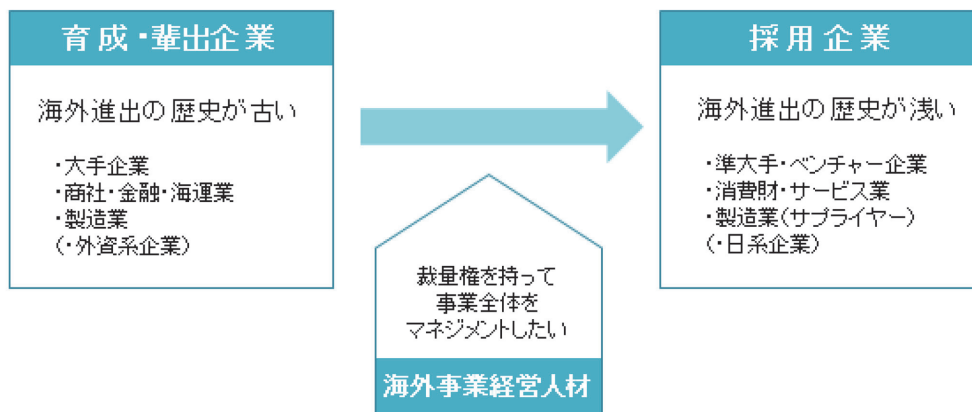 育成・輩出企業
海外進出の歴史が古い
・大手企業
・商社・金融・海運業
・製造業
(・外資系企業)
裁量権を持って
事業全体を
マネジメントしたい
海外事業経営人材
採用企業
海外進出の歴史が浅い
・準大手・ベンチャー企業
・消費財・サービス業
・製造業(サプライヤー)
(・日系企業)